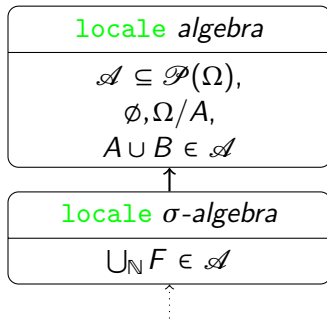 locale algebra
𝒜 ⊆ 𝒫(Ω),
ϕ,Ω/A,
A ∪ B ∈ 𝒜
locale σ-algebra
⋃ℕ F ∈ 𝒜